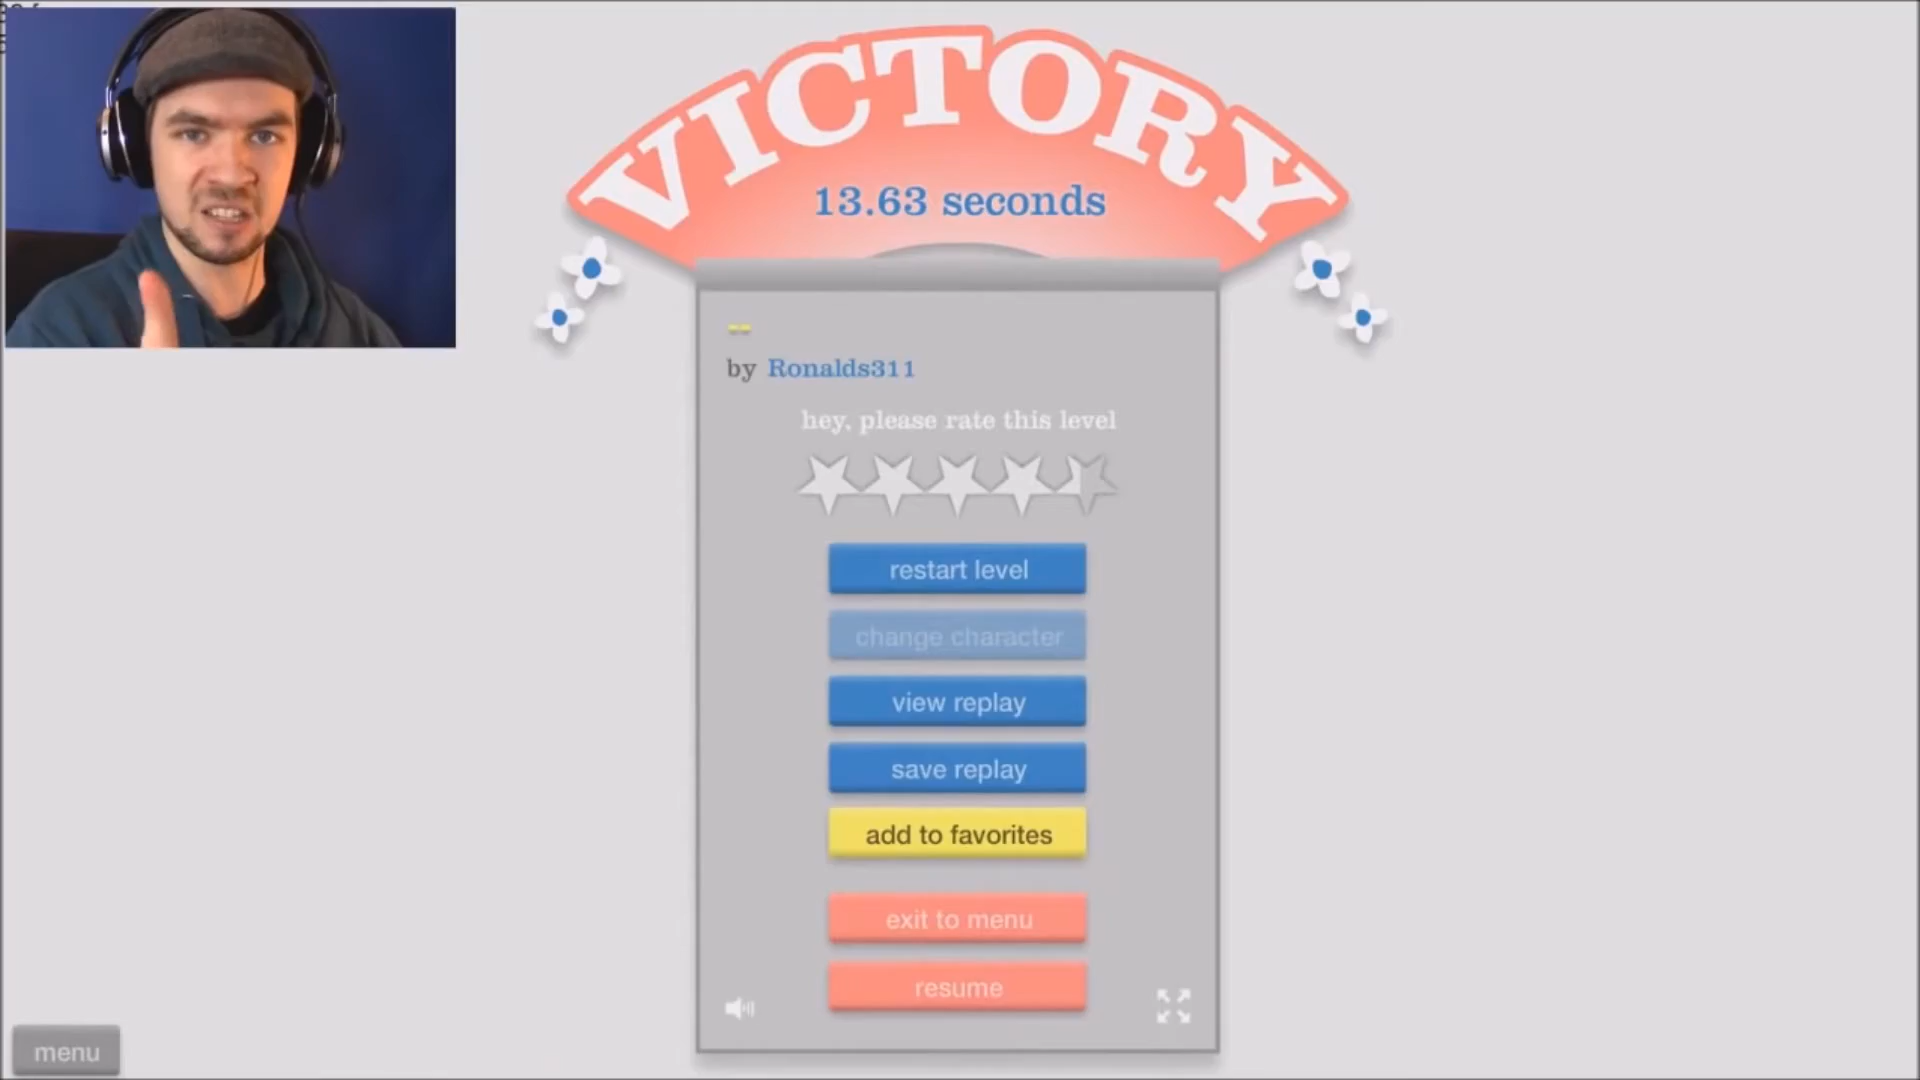 VICTORY
13.63 seconds
--
by Ronalds311
hey, please rate this level
restart level
change character
view replay
save replay
add to favorites
exit to menu
resume
menu